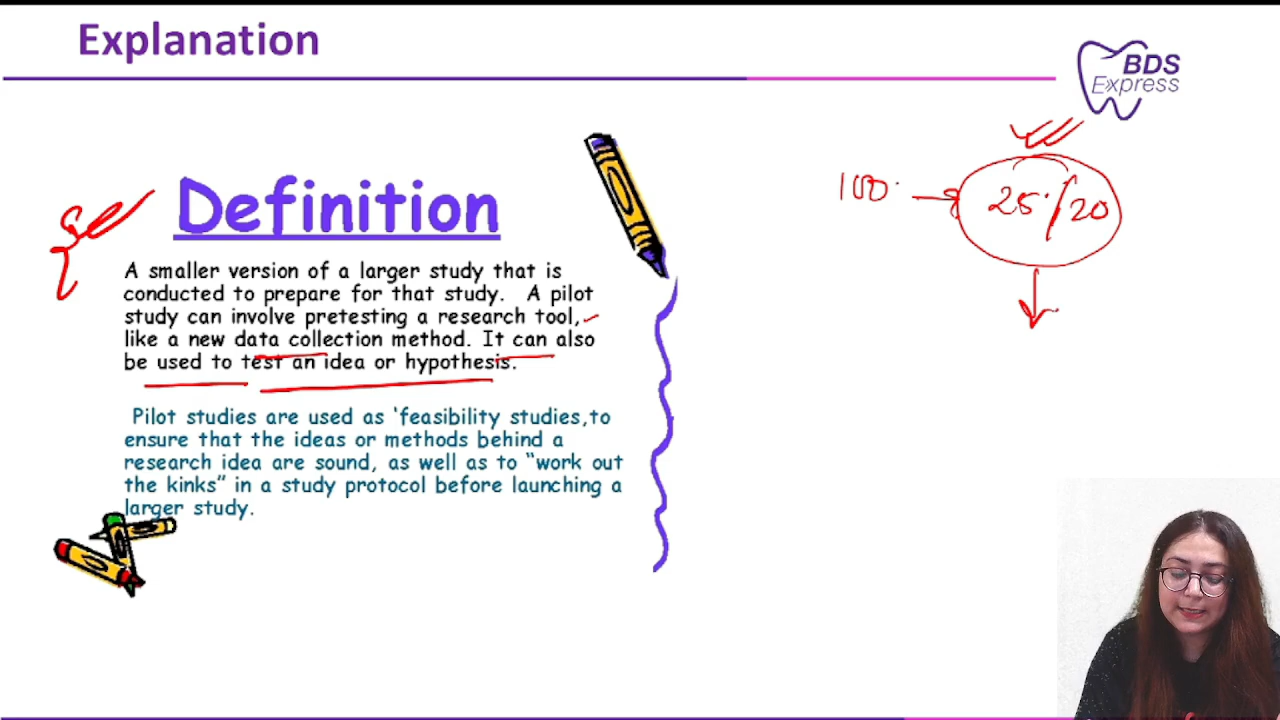 Explanation
BDS
Express
Definition
A smaller version of a larger study that is
conducted to prepare for that study. A pilot
study can involve pretesting a research tool,
like a new data collection method. It can also
be used to test an idea or hypothesis.
Pilot studies are used as ‘feasibility studies,to
ensure that the ideas or methods behind a
research idea are sound, as well as to “work out
the kinks” in a study protocol before launching a
larger study.
100
25/20